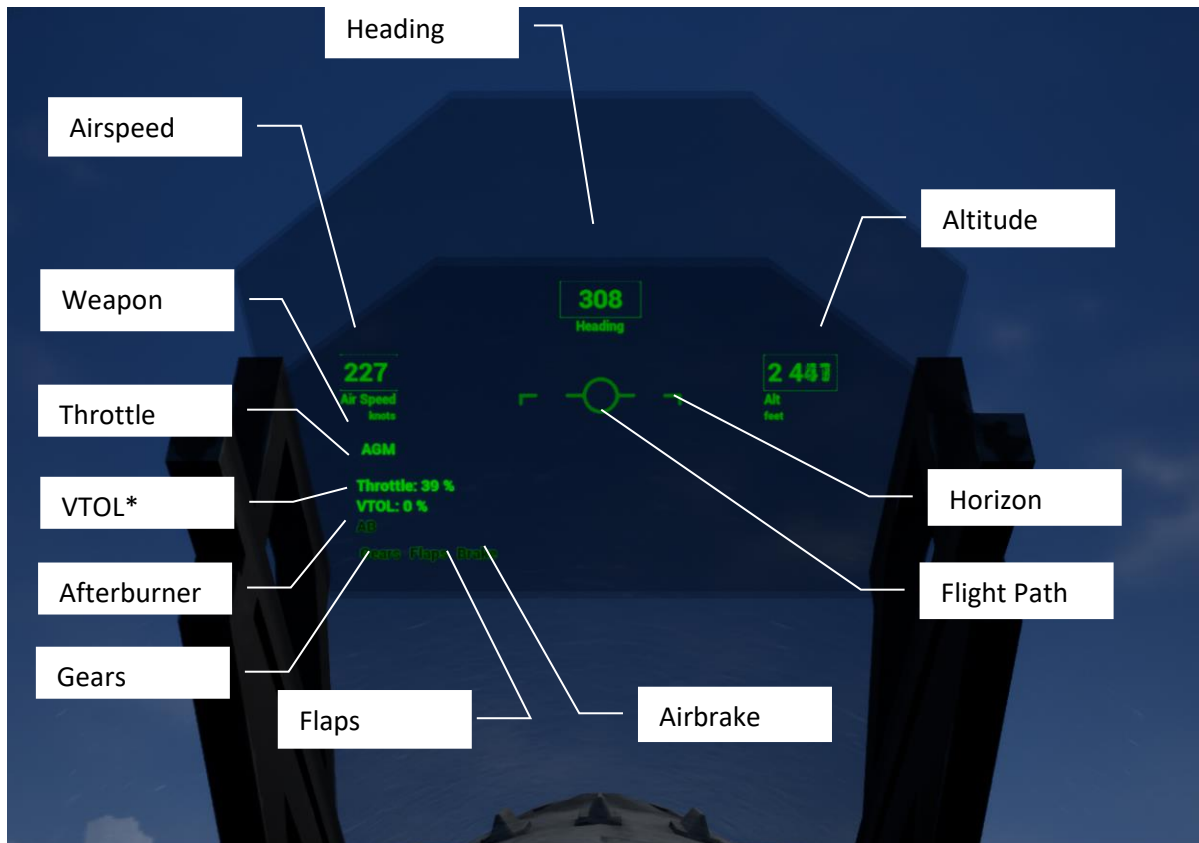 Heading
Airspeed
Altitude
Weapon
308
Heading
227
Air Speed
knots
Alt
feet
Throttle
AGM
Throttle: 39 %
VTOL: 0 %
VTOL*
AB
Horizon
Gears Flaps Brake
Afterburner
Flight Path
Gears
Flaps
Airbrake